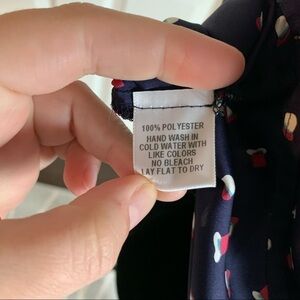 100% POLYESTER
HAND WASH IN
COLD WATER WITH
LIKE COLORS
NO BLEACH
LAY FLAT TO DRY